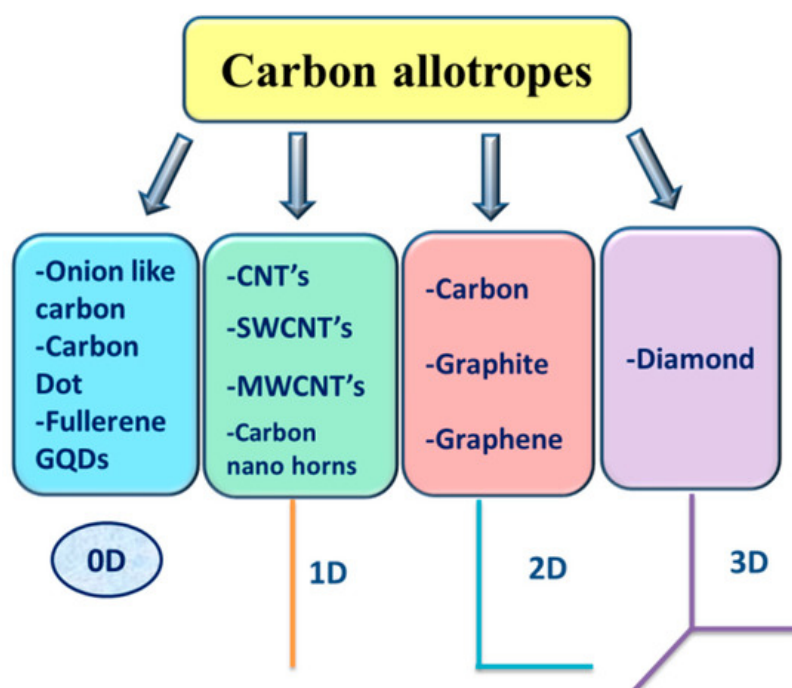 Carbon allotropes
-Onion like
carbon
-Carbon
Dot
-Fullerene
GQDs
-CNT’s
-SWCNT’s
-MWCNT’s
-Carbon
nano horns
-Carbon
-Graphite
-Graphene
-Diamond
0D
1D
2D
3D